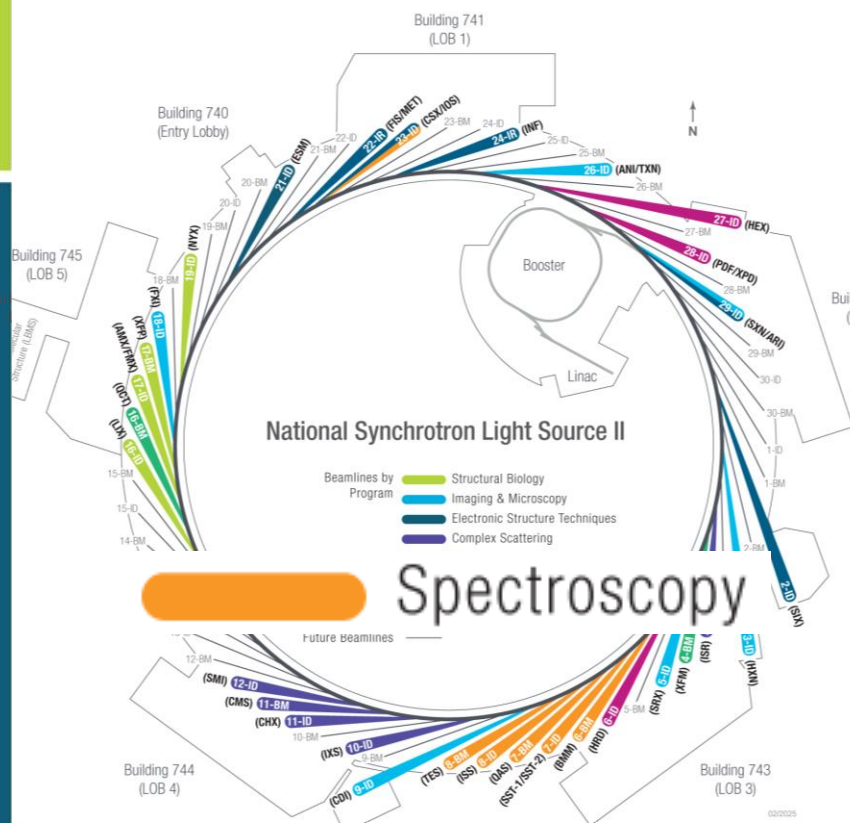 Building 741
(LOB 1)
Building 740
(Entry Lobby)
N
21-ID (ESM)
21-BM
22-ID
22-IR (FIS/MET)
23-ID (CSX/IOS)
23-BM
24-ID
24-IR (INF)
25-ID
25-BM
26-ID (ANI/TXN)
26-BM
27-ID (HEX)
27-BM
28-ID (PDF/XPD)
28-BM
29-ID (SXN/ARI)
29-BM
30-ID
30-BM
1-ID
1-BM
20-BM
20-ID
19-BM
19-ID (NYX)
18-BM
Building 745
(LOB 5)
Structure (LBMS)
(FXI) 18-ID
(XFP) 17-BM
(AMX/FMX) 17-ID
(QCT) 16-BM
(LIX) 16-ID
15-BM
15-ID
14-BM
Booster
Linac
National Synchrotron Light Source II
Beamlines by
Program
Structural Biology
Imaging & Microscopy
Electronic Structure Techniques
Complex Scattering
Spectroscopy
Future Beamlines
2-BM
2-ID (SIX)
3-ID (HXN)
(ISR)
4-BM (XFM)
5-ID (SRX)
5-BM
6-ID (HRD)
6-BM (BMM)
7-ID (SST-1/SST-2)
7-BM (QAS)
8-ID (ISS)
8-BM (TES)
(CDI) 9-ID
9-BM
(IXS) 10-ID
10-BM
(CHX) 11-ID
(CMS) 11-BM
(SMI) 12-ID
12-BM
Building 744
(LOB 4)
Building 743
(LOB 3)
02/2025